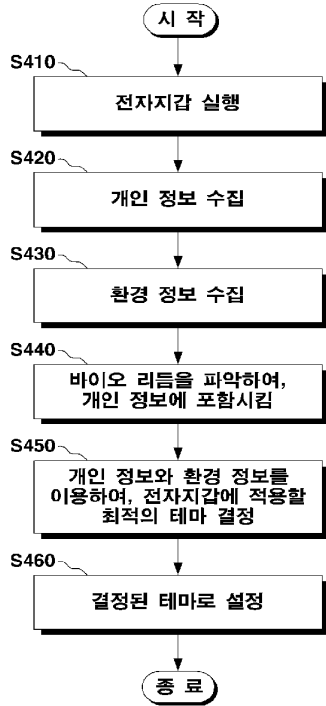 시 작
S410
전자지갑 실행
S420
개인 정보 수집
S430
환경 정보 수집
S440
바이오 리듬을 파악하여,
개인 정보에 포함시킴
S450
개인 정보와 환경 정보를
이용하여, 전자지갑에 적용할
최적의 테마 결정
S460
결정된 테마로 설정
종 료